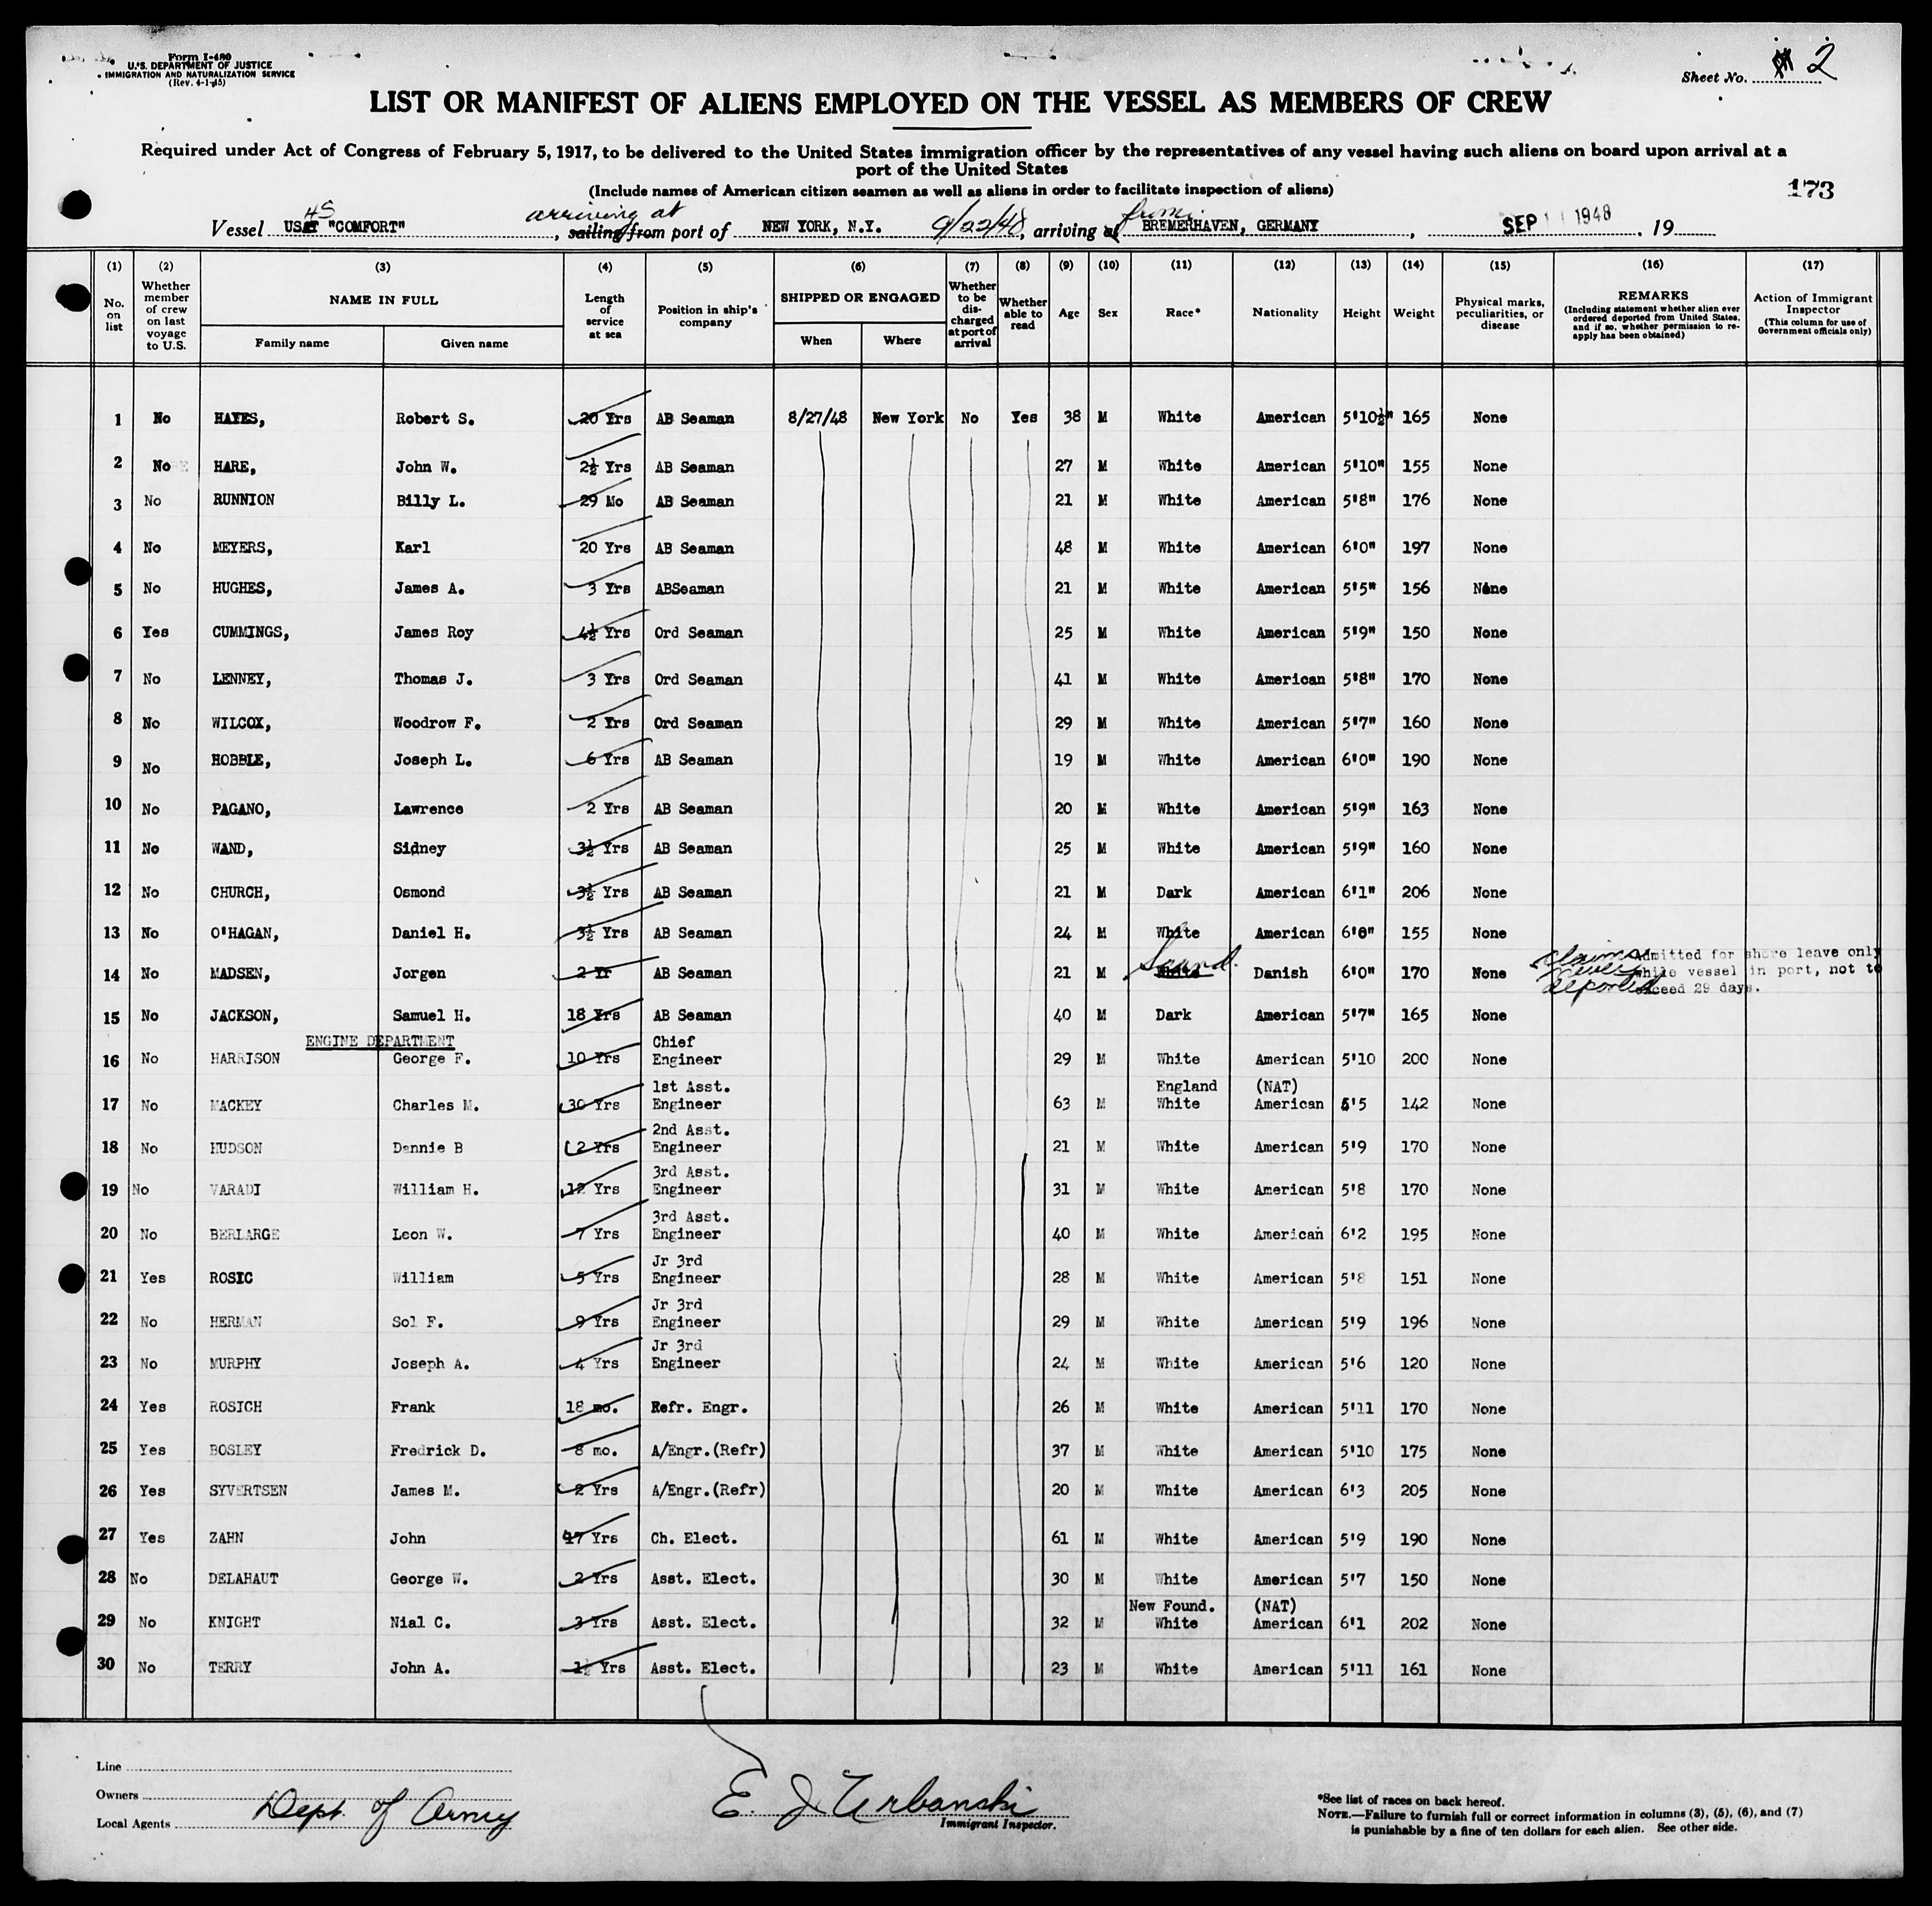 Form I-480
U. S. DEPARTMENT OF JUSTICE
IMMIGRATION AND NATURALIZATION SERVICE
(Rev. 4-1-45)
Sheet No. 2
LIST OR MANIFEST OF ALIENS EMPLOYED ON THE VESSEL AS MEMBERS OF CREW
Required under Act of Congress of February 5, 1917, to be delivered to the United States immigration officer by the representatives of any vessel having such aliens on board upon arrival at a
port of the United States
(Include names of American citizen seamen as well as aliens in order to facilitate inspection of aliens)
173
Vessel "COMFORT", arriving at sailing from port of NEW YORK, N.Y. 9/22/48, arriving at from BREMERHAVEN, GERMANY, SEP 1948, 19
(1) (2) (3) (4) (5) (6) (7) (8) (9) (10) (11) (12) (13) (14) (15) (16) (17)
No. on list
Whether member of crew on last voyage to U.S.
NAME IN FULL
Family name
Given name
Length of service at sea
Position in ship's company
SHIPPED OR ENGAGED
When
Where
Whether to be discharged at port of arrival
Whether able to read
Age
Sex
Race*
Nationality
Height
Weight
Physical marks, peculiarities, or disease
REMARKS
(Including statement whether alien ever ordered deported from United States, and if so, whether permission to re-apply has been obtained)
Action of Immigrant Inspector
(This column for use of Government officials only)
1 No HAYES, Robert S. 20 Yrs AB Seaman 8/27/48 New York No Yes 38 M White American 5'10½" 165 None
2 No HARE, John W. 2½ Yrs AB Seaman 27 M White American 5'10" 155 None
3 No RUNNION Billy L. 29 Mo AB Seaman 21 M White American 5'8" 176 None
4 No MEYERS, Karl 20 Yrs AB Seaman 48 M White American 6'0" 197 None
5 No HUGHES, James A. 3 Yrs ABSeaman 21 M White American 5'5" 156 None
6 Yes CUMMINGS, James Roy 4½ Yrs Ord Seaman 25 M White American 5'9" 150 None
7 No LENNEY, Thomas J. 3 Yrs Ord Seaman 41 M White American 5'8" 170 None
8 No WILCOX, Woodrow F. 2 Yrs Ord Seaman 29 M White American 5'7" 160 None
9 No HOBBLE, Joseph L. 6 Yrs AB Seaman 19 M White American 6'0" 190 None
10 No PAGANO, Lawrence 2 Yrs AB Seaman 20 M White American 5'9" 163 None
11 No WAND, Sidney 3½ Yrs AB Seaman 25 M White American 5'9" 160 None
12 No CHURCH, Osmond 3½ Yrs AB Seaman 21 M Dark American 6'1" 206 None
13 No O'HAGAN, Daniel H. 3½ Yrs AB Seaman 24 M White American 6'0" 155 None
14 No MADSEN, Jorgen 2 Yr AB Seaman 21 M Scand. White Danish 6'0" 170 None claims never deported Admitted for shore leave only while vessel in port, not to exceed 29 days.
15 No JACKSON, Samuel H. 18 Yrs AB Seaman 40 M Dark American 5'7" 165 None
ENGINE DEPARTMENT
16 No HARRISON George F. 10 Yrs Chief Engineer 29 M White American 5'10 200 None
17 No MACKEY Charles M. 30 Yrs 1st Asst. Engineer 63 M England White (NAT) American 5'5 142 None
18 No HUDSON Dennie B 2 Yrs 2nd Asst. Engineer 21 M White American 5'9 170 None
19 No VARADI William H. 12 Yrs 3rd Asst. Engineer 31 M White American 5'8 170 None
20 No BERLARGE Leon W. 7 Yrs 3rd Asst. Engineer 40 M White American 6'2 195 None
21 Yes ROSIC William 5 Yrs Jr 3rd Engineer 28 M White American 5'8 151 None
22 No HERMAN Sol F. 9 Yrs Jr 3rd Engineer 29 M White American 5'9 196 None
23 No MURPHY Joseph A. 4 Yrs Jr 3rd Engineer 24 M White American 5'6 120 None
24 Yes ROSICH Frank 18 mo. Refr. Engr. 26 M White American 5'11 170 None
25 Yes BOSLEY Fredrick D. 8 mo. A/Engr.(Refr) 37 M White American 5'10 175 None
26 Yes SYVERTSEN James M. 2 Yrs A/Engr.(Refr) 20 M White American 6'3 205 None
27 Yes ZAHN John 47 Yrs Ch. Elect. 61 M White American 5'9 190 None
28 No DELAHAUT George W. 2 Yrs Asst. Elect. 30 M White American 5'7 150 None
29 No KNIGHT Nial C. 3 Yrs Asst. Elect. 32 M New Found. White (NAT) American 6'1 202 None
30 No TERRY John A. 1½ Yrs Asst. Elect. 23 M White American 5'11 161 None
Line
Owners
Local Agents Dept. of Army
E. J. Urbanski
Immigrant Inspector.
*See list of races on back hereof.
NOTE.—Failure to furnish full or correct information in columns (3), (5), (6), and (7)
is punishable by a fine of ten dollars for each alien. See other side.